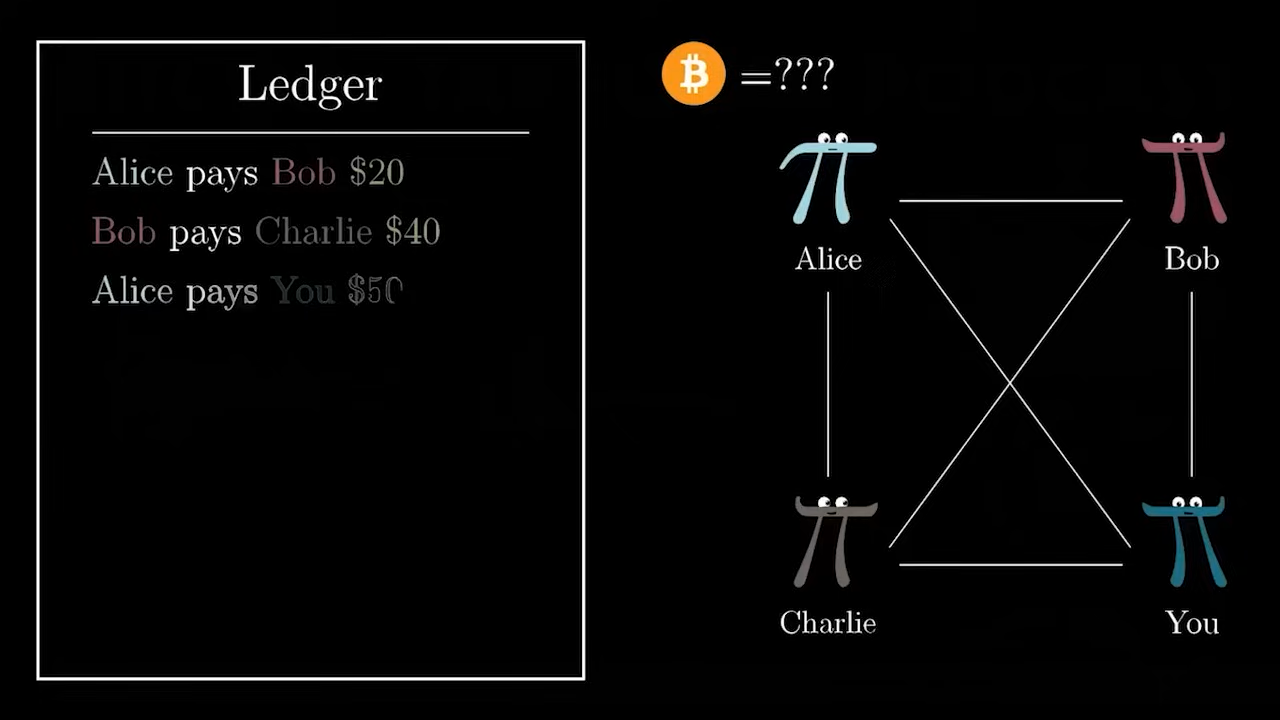 Ledger
Alice pays Bob $20
Bob pays Charlie $40
Alice pays You $50
₿ =???
Alice
Bob
Charlie
You